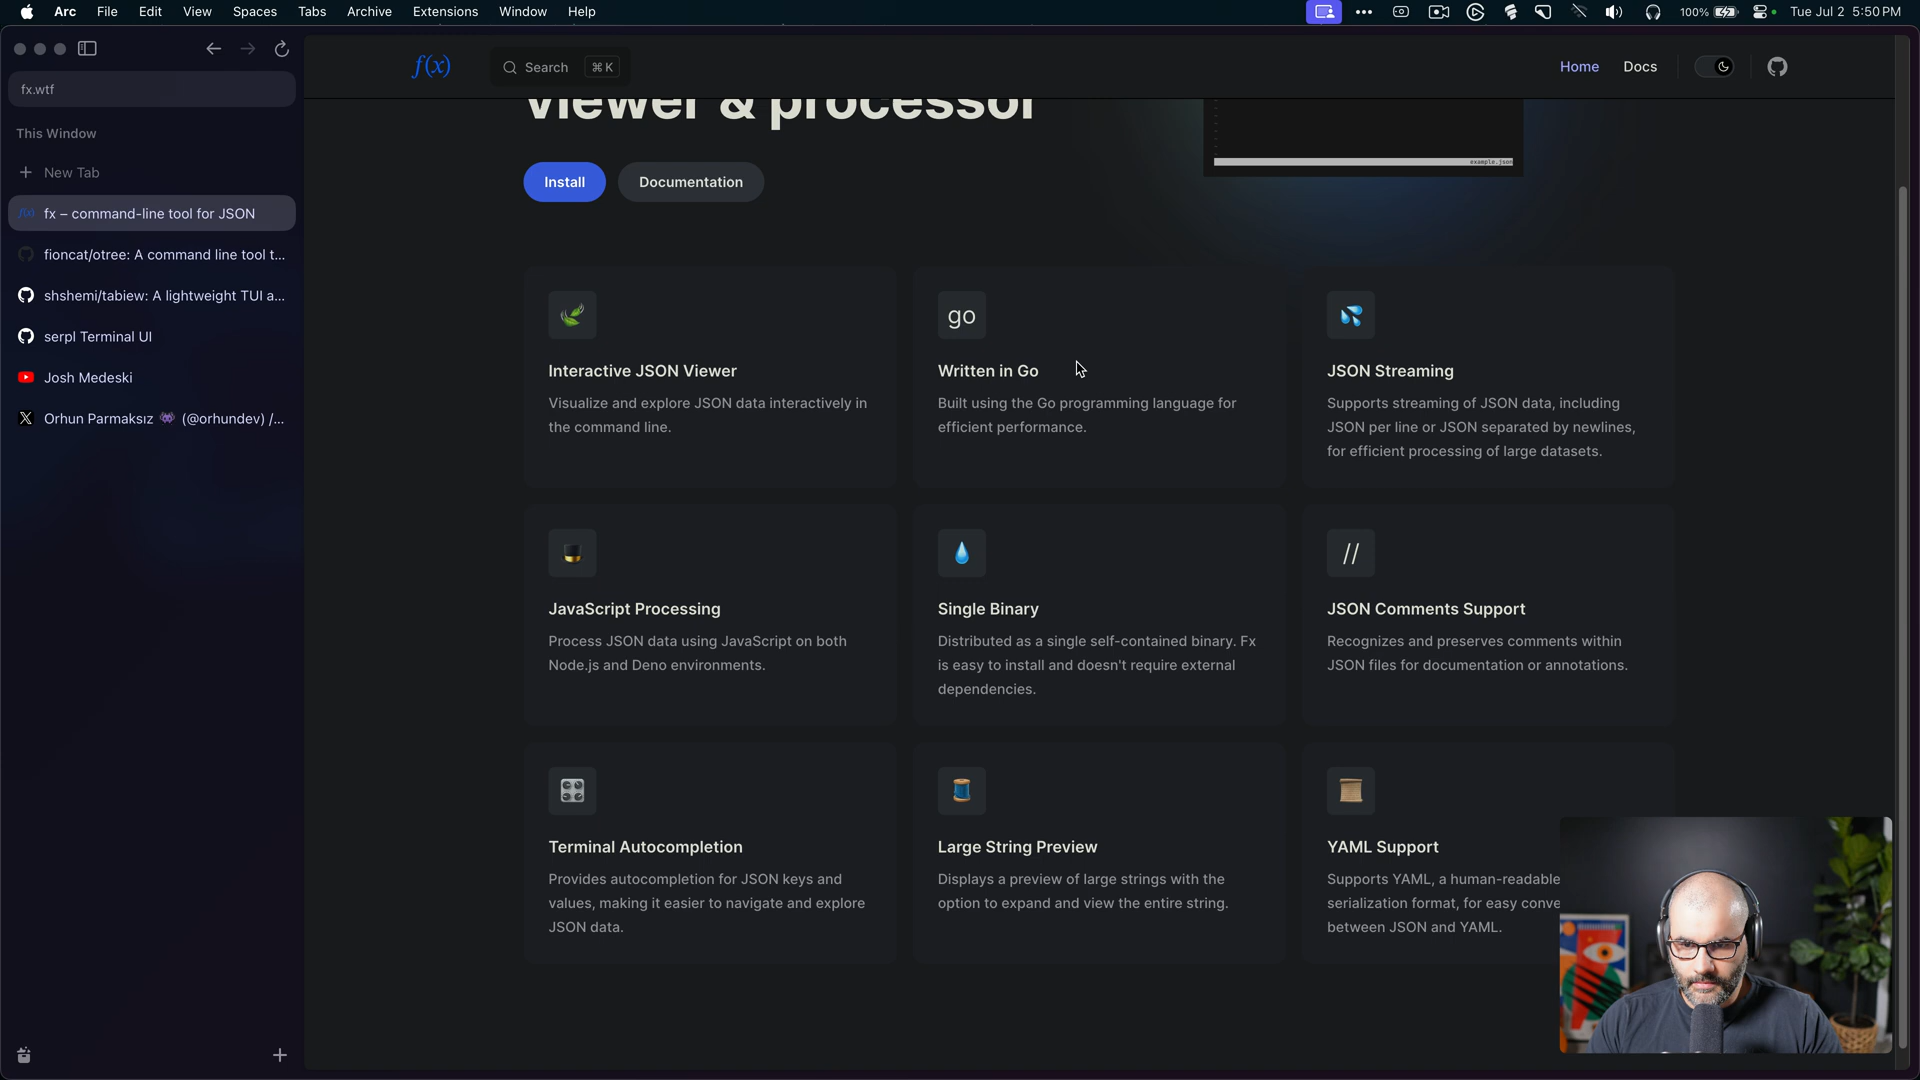 Arc File Edit View Spaces Tabs Archive Extensions Window Help 100% Tue Jul 2 5:50 PM
fx.wtf
This Window
New Tab
fx – command-line tool for JSON
fioncat/otree: A command line tool t...
shshemi/tabiew: A lightweight TUI a...
serpl Terminal UI
Josh Medeski
Orhun Parmaksız 👾 (@orhundev) /...
f(x) Search ⌘ K Home Docs
viewer & processor
example.json
Install Documentation
Interactive JSON Viewer
Visualize and explore JSON data interactively in
the command line.
go
Written in Go
Built using the Go programming language for
efficient performance.
JSON Streaming
Supports streaming of JSON data, including
JSON per line or JSON separated by newlines,
for efficient processing of large datasets.
JavaScript Processing
Process JSON data using JavaScript on both
Node.js and Deno environments.
Single Binary
Distributed as a single self-contained binary. Fx
is easy to install and doesn't require external
dependencies.
//
JSON Comments Support
Recognizes and preserves comments within
JSON files for documentation or annotations.
Terminal Autocompletion
Provides autocompletion for JSON keys and
values, making it easier to navigate and explore
JSON data.
Large String Preview
Displays a preview of large strings with the
option to expand and view the entire string.
YAML Support
Supports YAML, a human-readable
serialization format, for easy conve
between JSON and YAML.